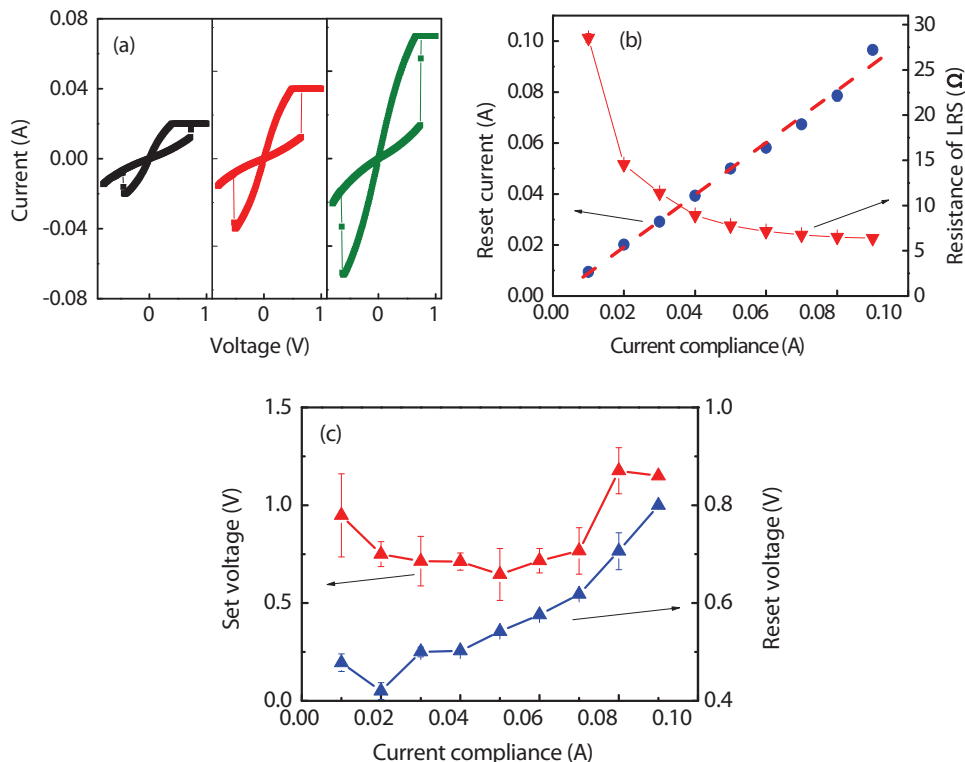 (a)
Current (A)
0.08
0.04
0.00
-0.04
-0.08
0 1 0 1 0 1
Voltage (V)
(b)
Reset current (A)
0.10
0.08
0.06
0.04
0.02
0.00
0.00 0.02 0.04 0.06 0.08 0.10
Current compliance (A)
30
25
20
15
10
5
0
Resistance of LRS (Ω)
(c)
Set voltage (V)
1.5
1.0
0.5
0.0
0.00 0.02 0.04 0.06 0.08 0.10
Current compliance (A)
1.0
0.8
0.6
0.4
Reset voltage (V)